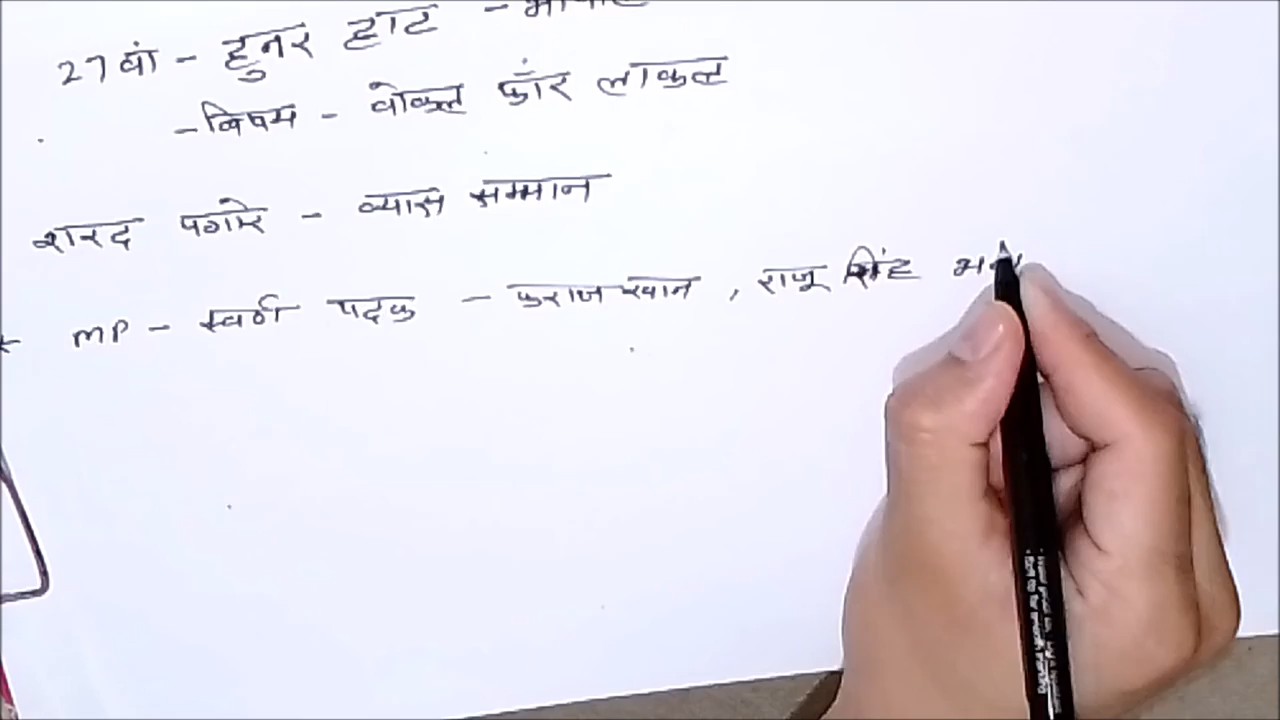 27वां - हुनर हाट -
- विषय - वोकल फॉर लोकल
शरद पगारे - व्यास सम्मान
* MP - स्वर्ण पदक - फराज खान, राजू सिंह